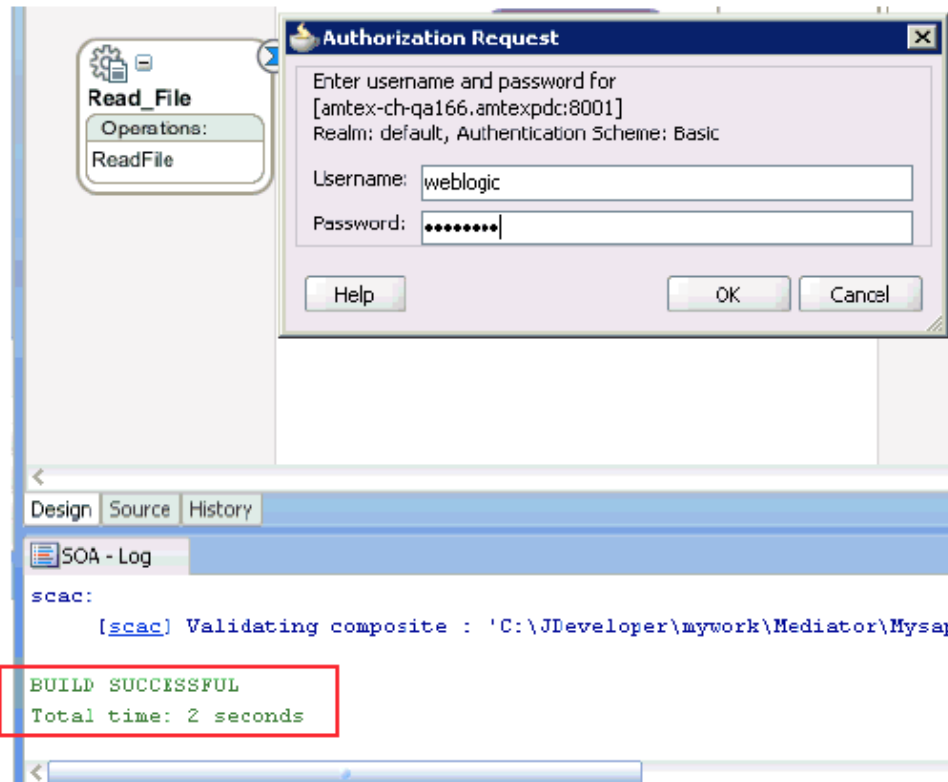 Read_File
Operations:
ReadFile
Authorization Request
Enter username and password for
[amtex-ch-qa166.amtexpdc:8001]
Realm: default, Authentication Scheme: Basic
Username: weblogic
Password: ••••••••
Help OK Cancel
Design Source History
SOA - Log
scac:
[scac] Validating composite : 'C:\JDeveloper\mywork\Mediator\Mysap
BUILD SUCCESSFUL
Total time: 2 seconds